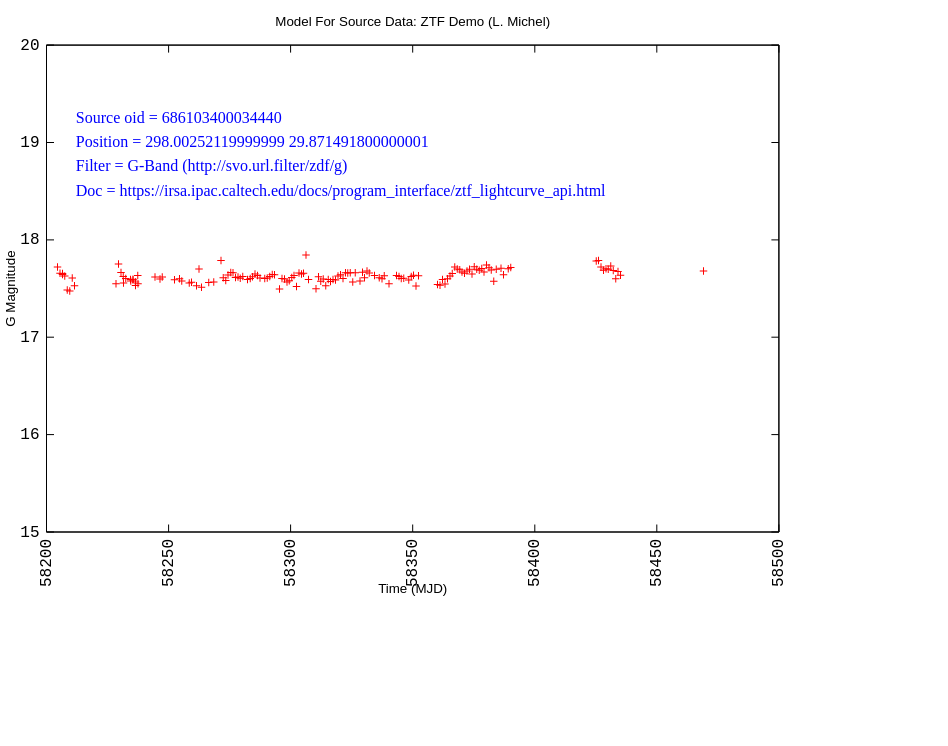 Model For Source Data: ZTF Demo (L. Michel)
20
Source oid = 686103400034440
19
Position = 298.00252119999999 29.871491800000001
Filter = G-Band (http://svo.url.filter/zdf/g)
Doc = https://irsa.ipac.caltech.edu/docs/program_interface/ztf_lightcurve_api.html
18
G Magnitude
17
16
15
58200 58250 58300 58350 58400 58450 58500
Time (MJD)